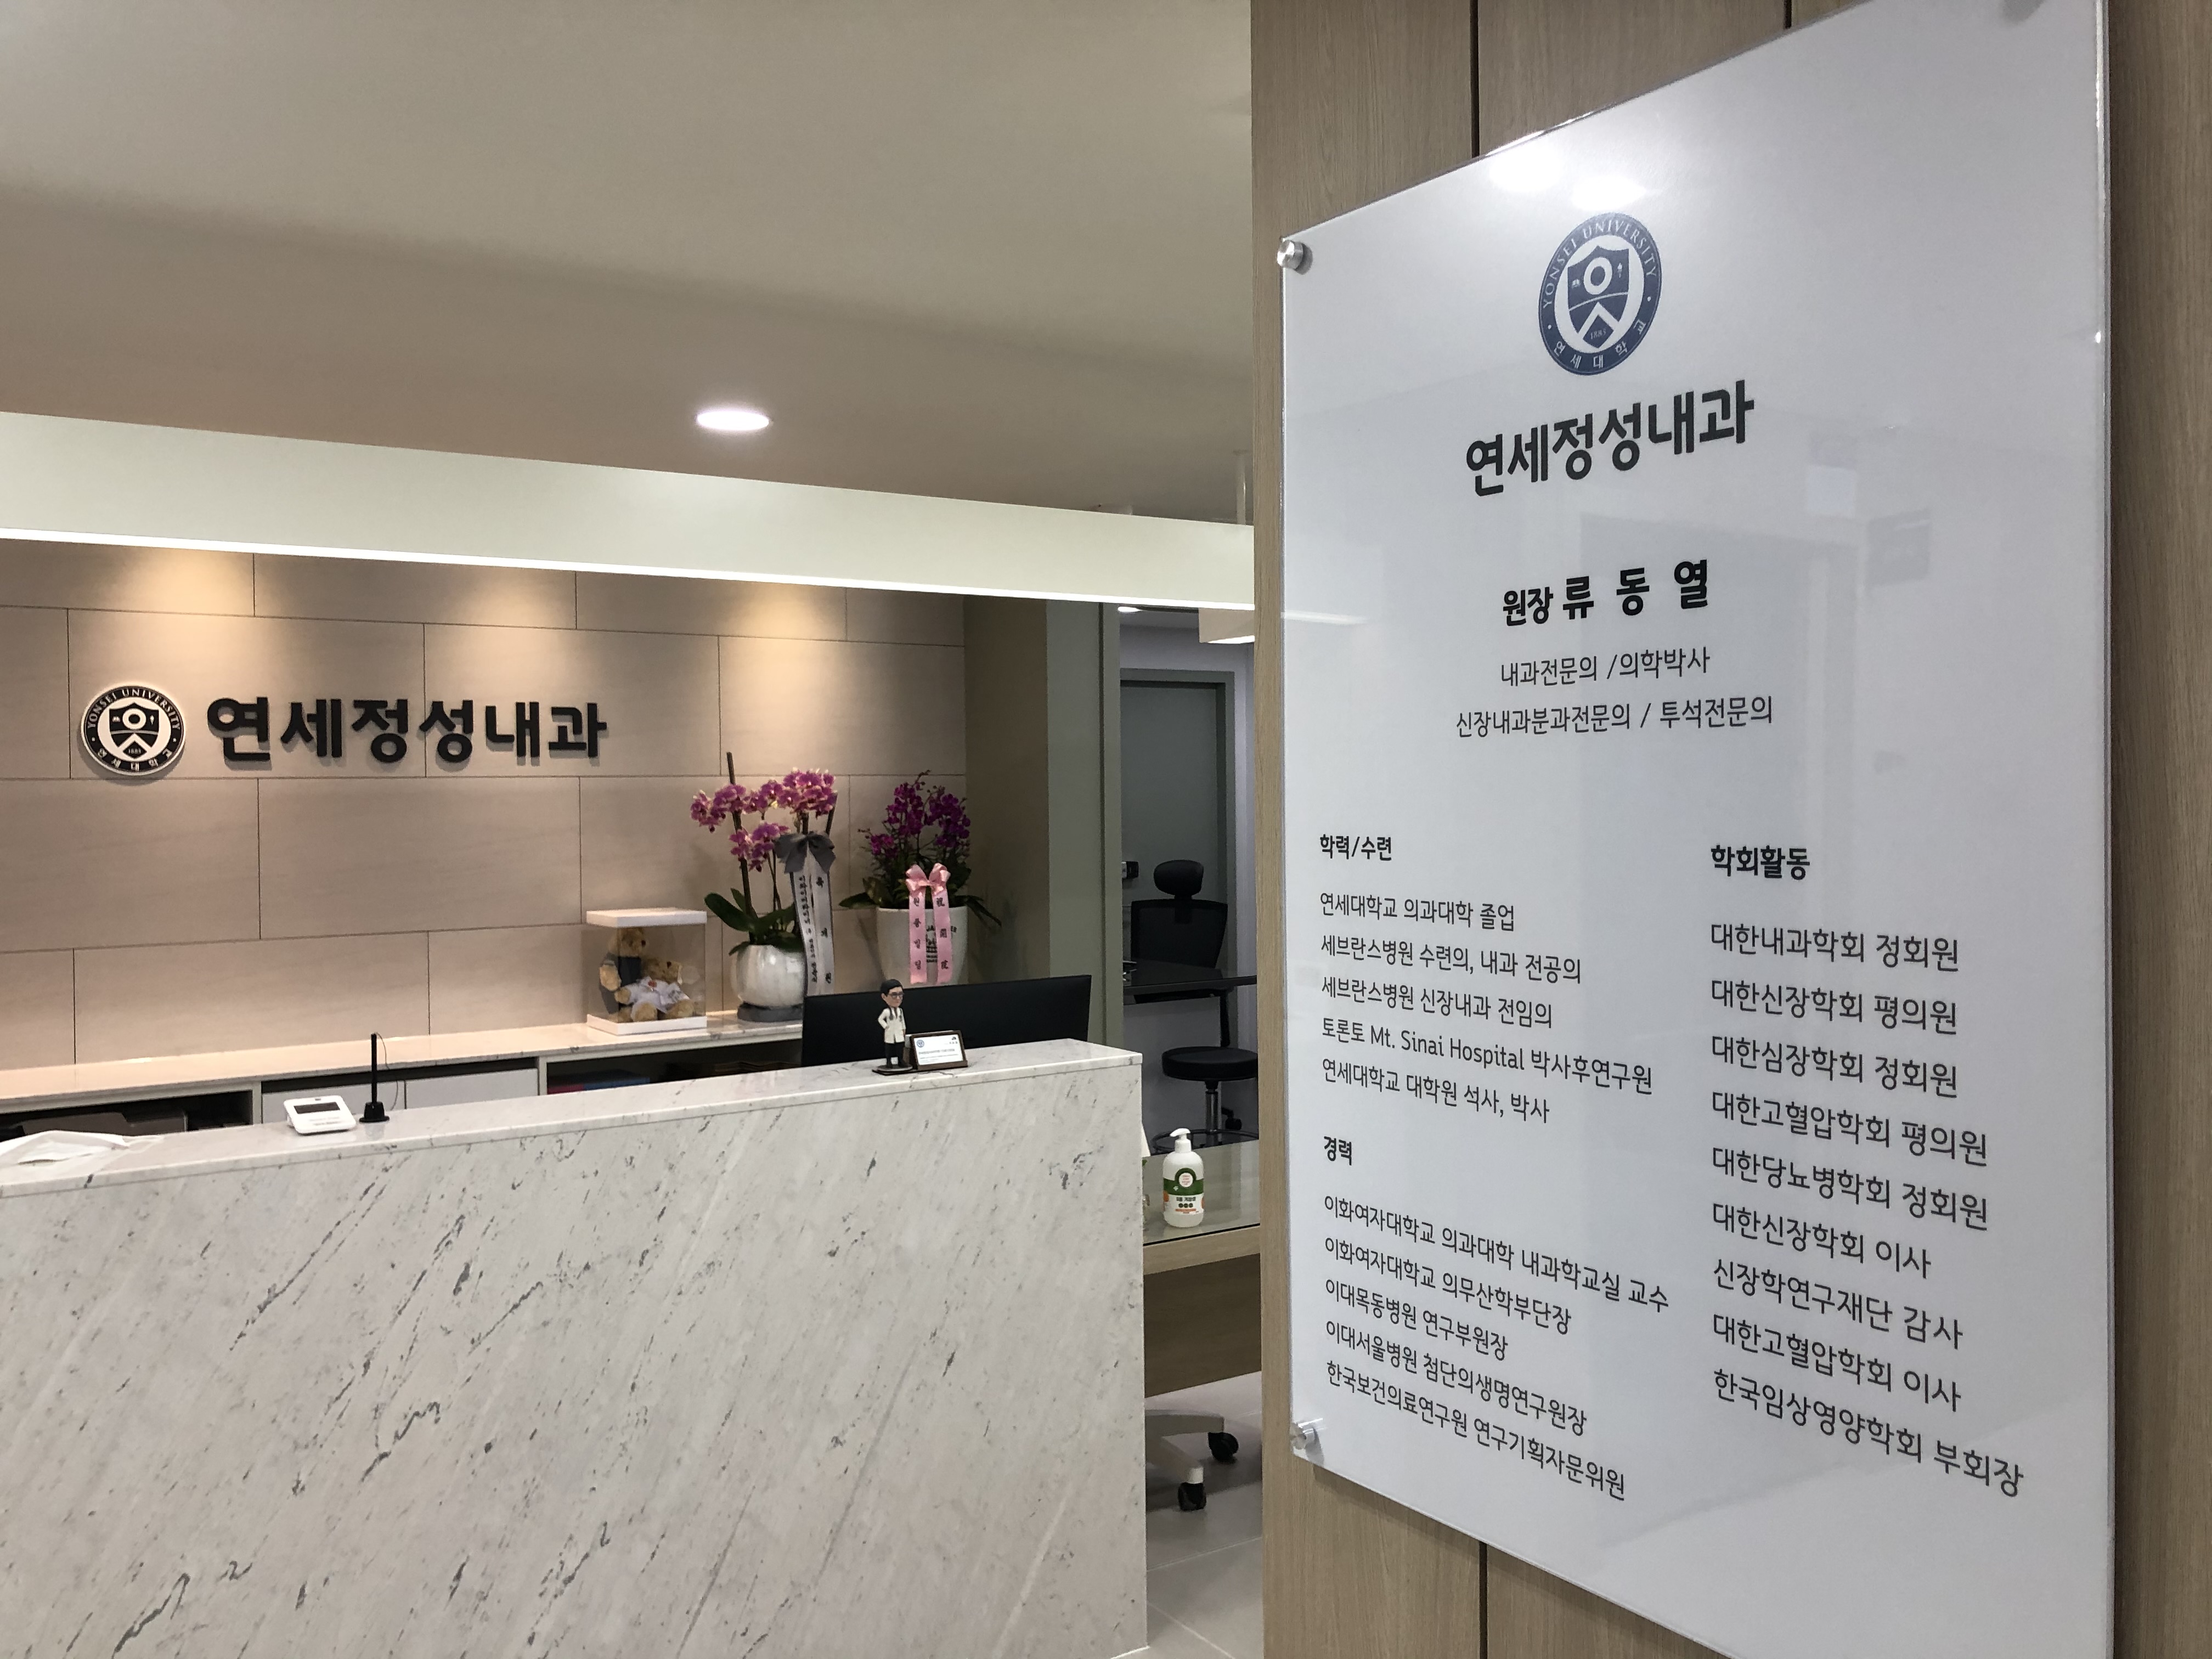 YONSEI UNIVERSITY
1885
연세대학교
연세정성내과
YONSEI UNIVERSITY
1885
연세대학교
연세정성내과
원장 류 동 열
내과전문의 /의학박사
신장내과분과전문의 / 투석전문의
학력/수련
연세대학교 의과대학 졸업
세브란스병원 수련의, 내과 전공의
세브란스병원 신장내과 전임의
토론토 Mt. Sinai Hospital 박사후연구원
연세대학교 대학원 석사, 박사
경력
이화여자대학교 의과대학 내과학교실 교수
이화여자대학교 의무산학부단장
이대목동병원 연구부원장
이대서울병원 첨단의생명연구원장
한국보건의료연구원 연구기획자문위원
학회활동
대한내과학회 정회원
대한신장학회 평의원
대한심장학회 정회원
대한고혈압학회 평의원
대한당뇨병학회 정회원
대한신장학회 이사
신장학연구재단 감사
대한고혈압학회 이사
한국임상영양학회 부회장